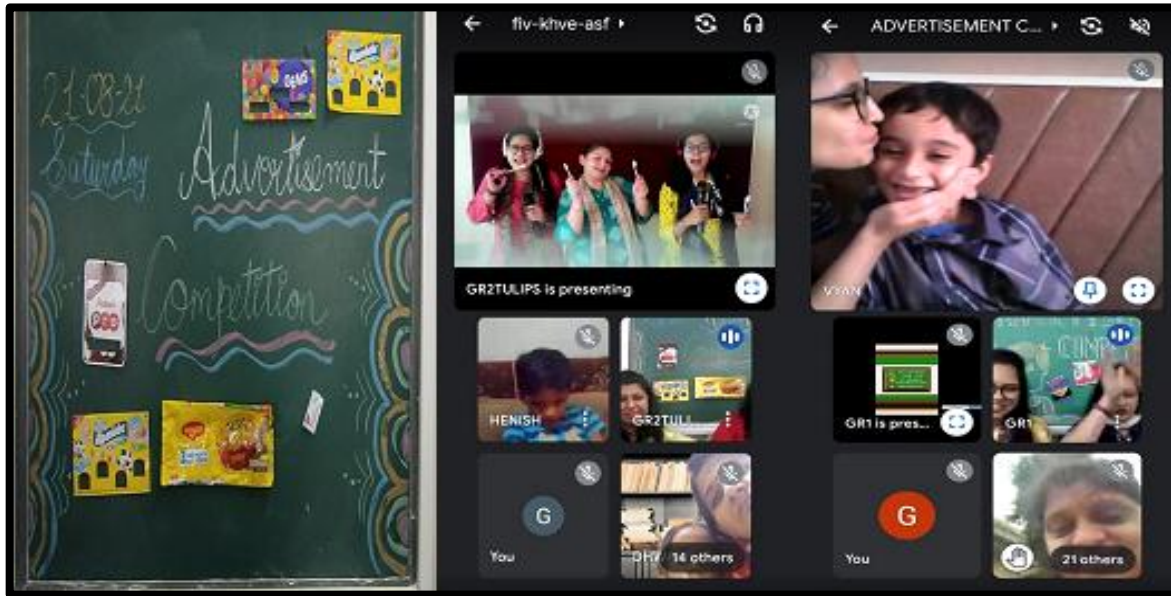 21-08-21
Saturday
Advertisement
Competition
GEMS
fiv-khve-asf
GR2TULIPS is presenting
HENISH
GR2TULI...
You
G
14 others
ADVERTISEMENT C...
VYAN
GR1 is pres...
GR1
You
G
21 others